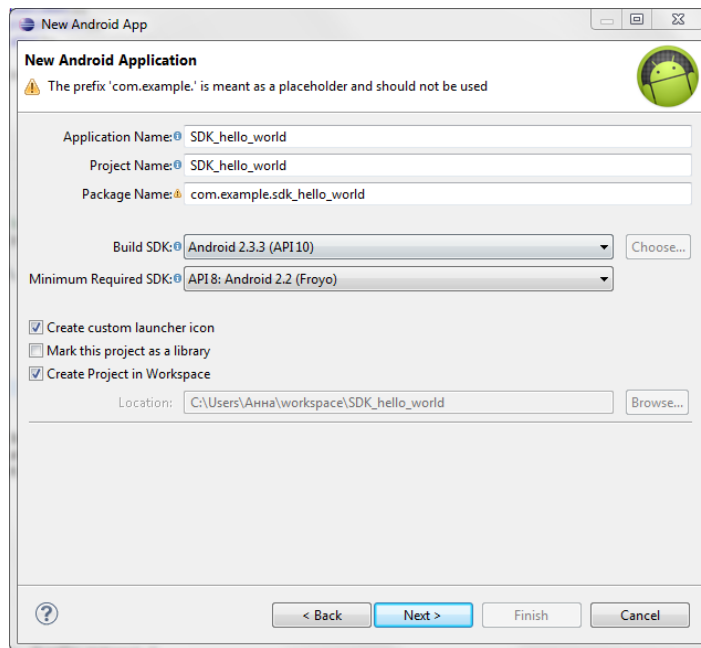 New Android App
New Android Application
The prefix 'com.example.' is meant as a placeholder and should not be used
Application Name: SDK_hello_world
Project Name: SDK_hello_world
Package Name: com.example.sdk_hello_world
Build SDK: Android 2.3.3 (API 10) Choose...
Minimum Required SDK: API 8: Android 2.2 (Froyo)
Create custom launcher icon
Mark this project as a library
Create Project in Workspace
Location: C:\Users\Анна\workspace\SDK_hello_world Browse...
? < Back Next > Finish Cancel